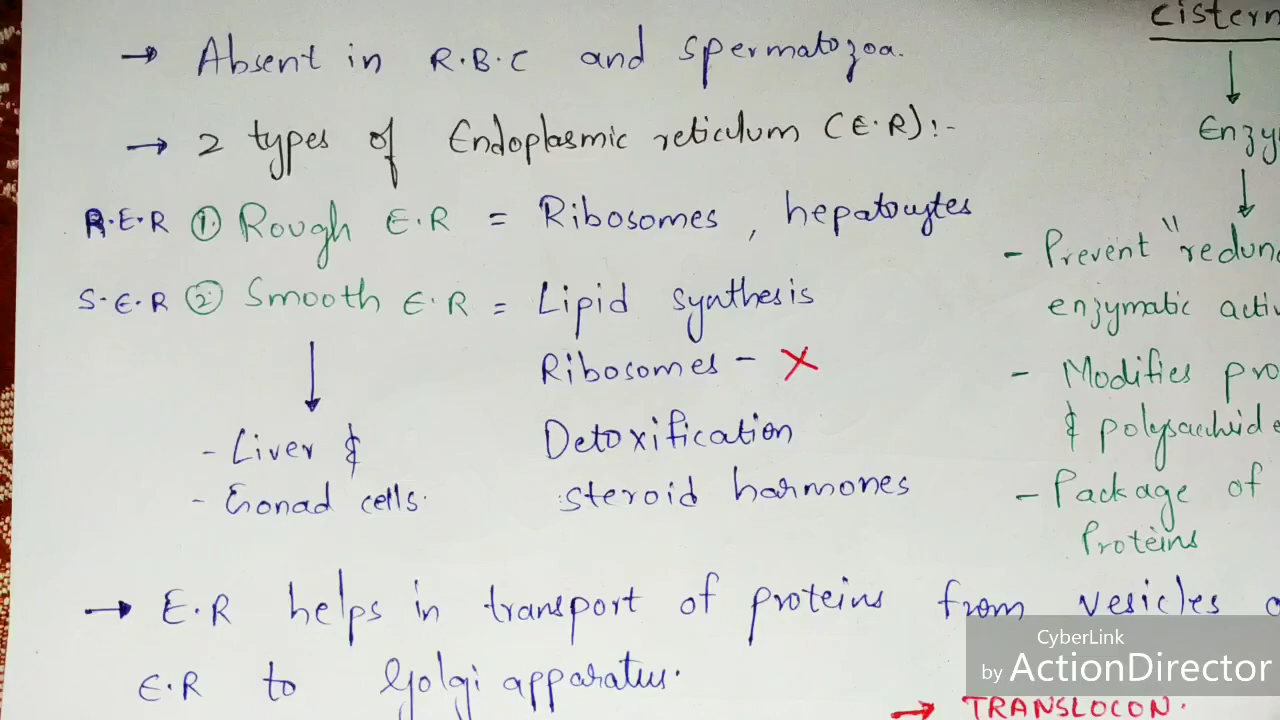 → Absent in R.B.C and spermatozoa.
→ 2 types of Endoplasmic reticulum (E.R):-
R.E.R ① Rough E.R = Ribosomes, hepatocytes
S.E.R ② Smooth E.R = Lipid synthesis
Ribosomes - X
Detoxification
steroid hormones
↓
- Liver &
- Gonad cells.
→ E.R helps in transport of proteins from vesicles
E.R to Golgi apparatus.
→ TRANSLOCON.
cistern
↓
Enzy
↓
- Prevent "redun
enzymatic acti
- Modifies pro
& polysacchid
- Package of
Proteins
CyberLink
by ActionDirector